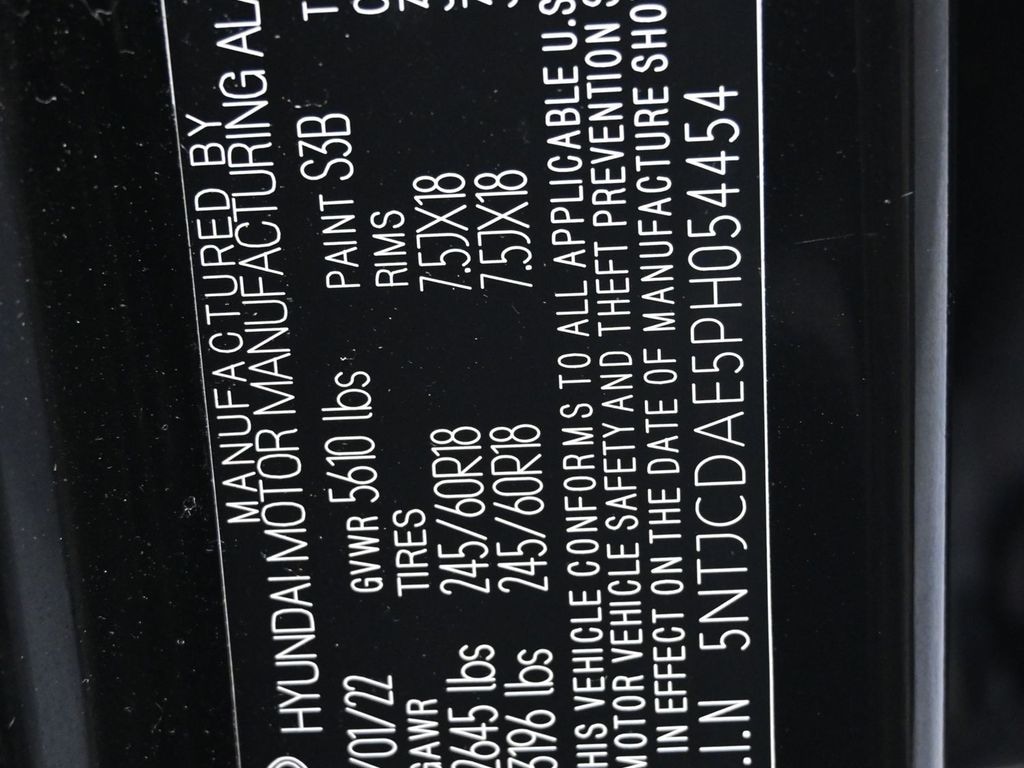 MANUFACTURED BY
HYUNDAI MOTOR MANUFACTURING ALA
/01/22 GVWR 5610 lbs PAINT S3B T
GAWR TIRES RIMS
2645 lbs 245/60R18 7.5JX18
3196 lbs 245/60R18 7.5JX18
HIS VEHICLE CONFORMS TO ALL APPLICABLE U.S
MOTOR VEHICLE SAFETY AND THEFT PREVENTION S
IN EFFECT ON THE DATE OF MANUFACTURE SHO
.I.N 5NTJCDAE5PH054454